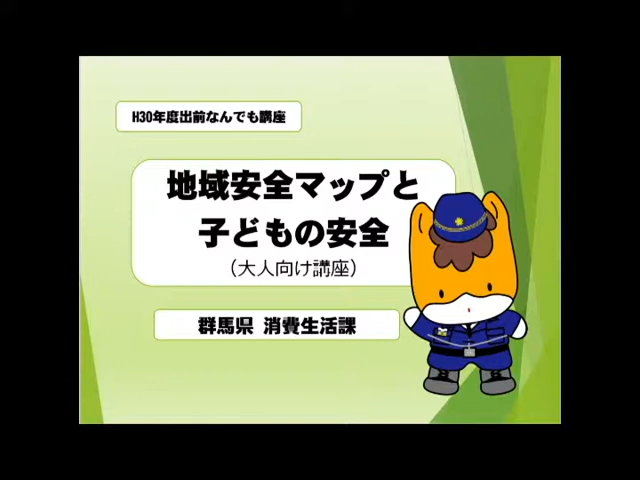 H30年度出前なんでも講座
地域安全マップと
子どもの安全
（大人向け講座）
群馬県 消費生活課